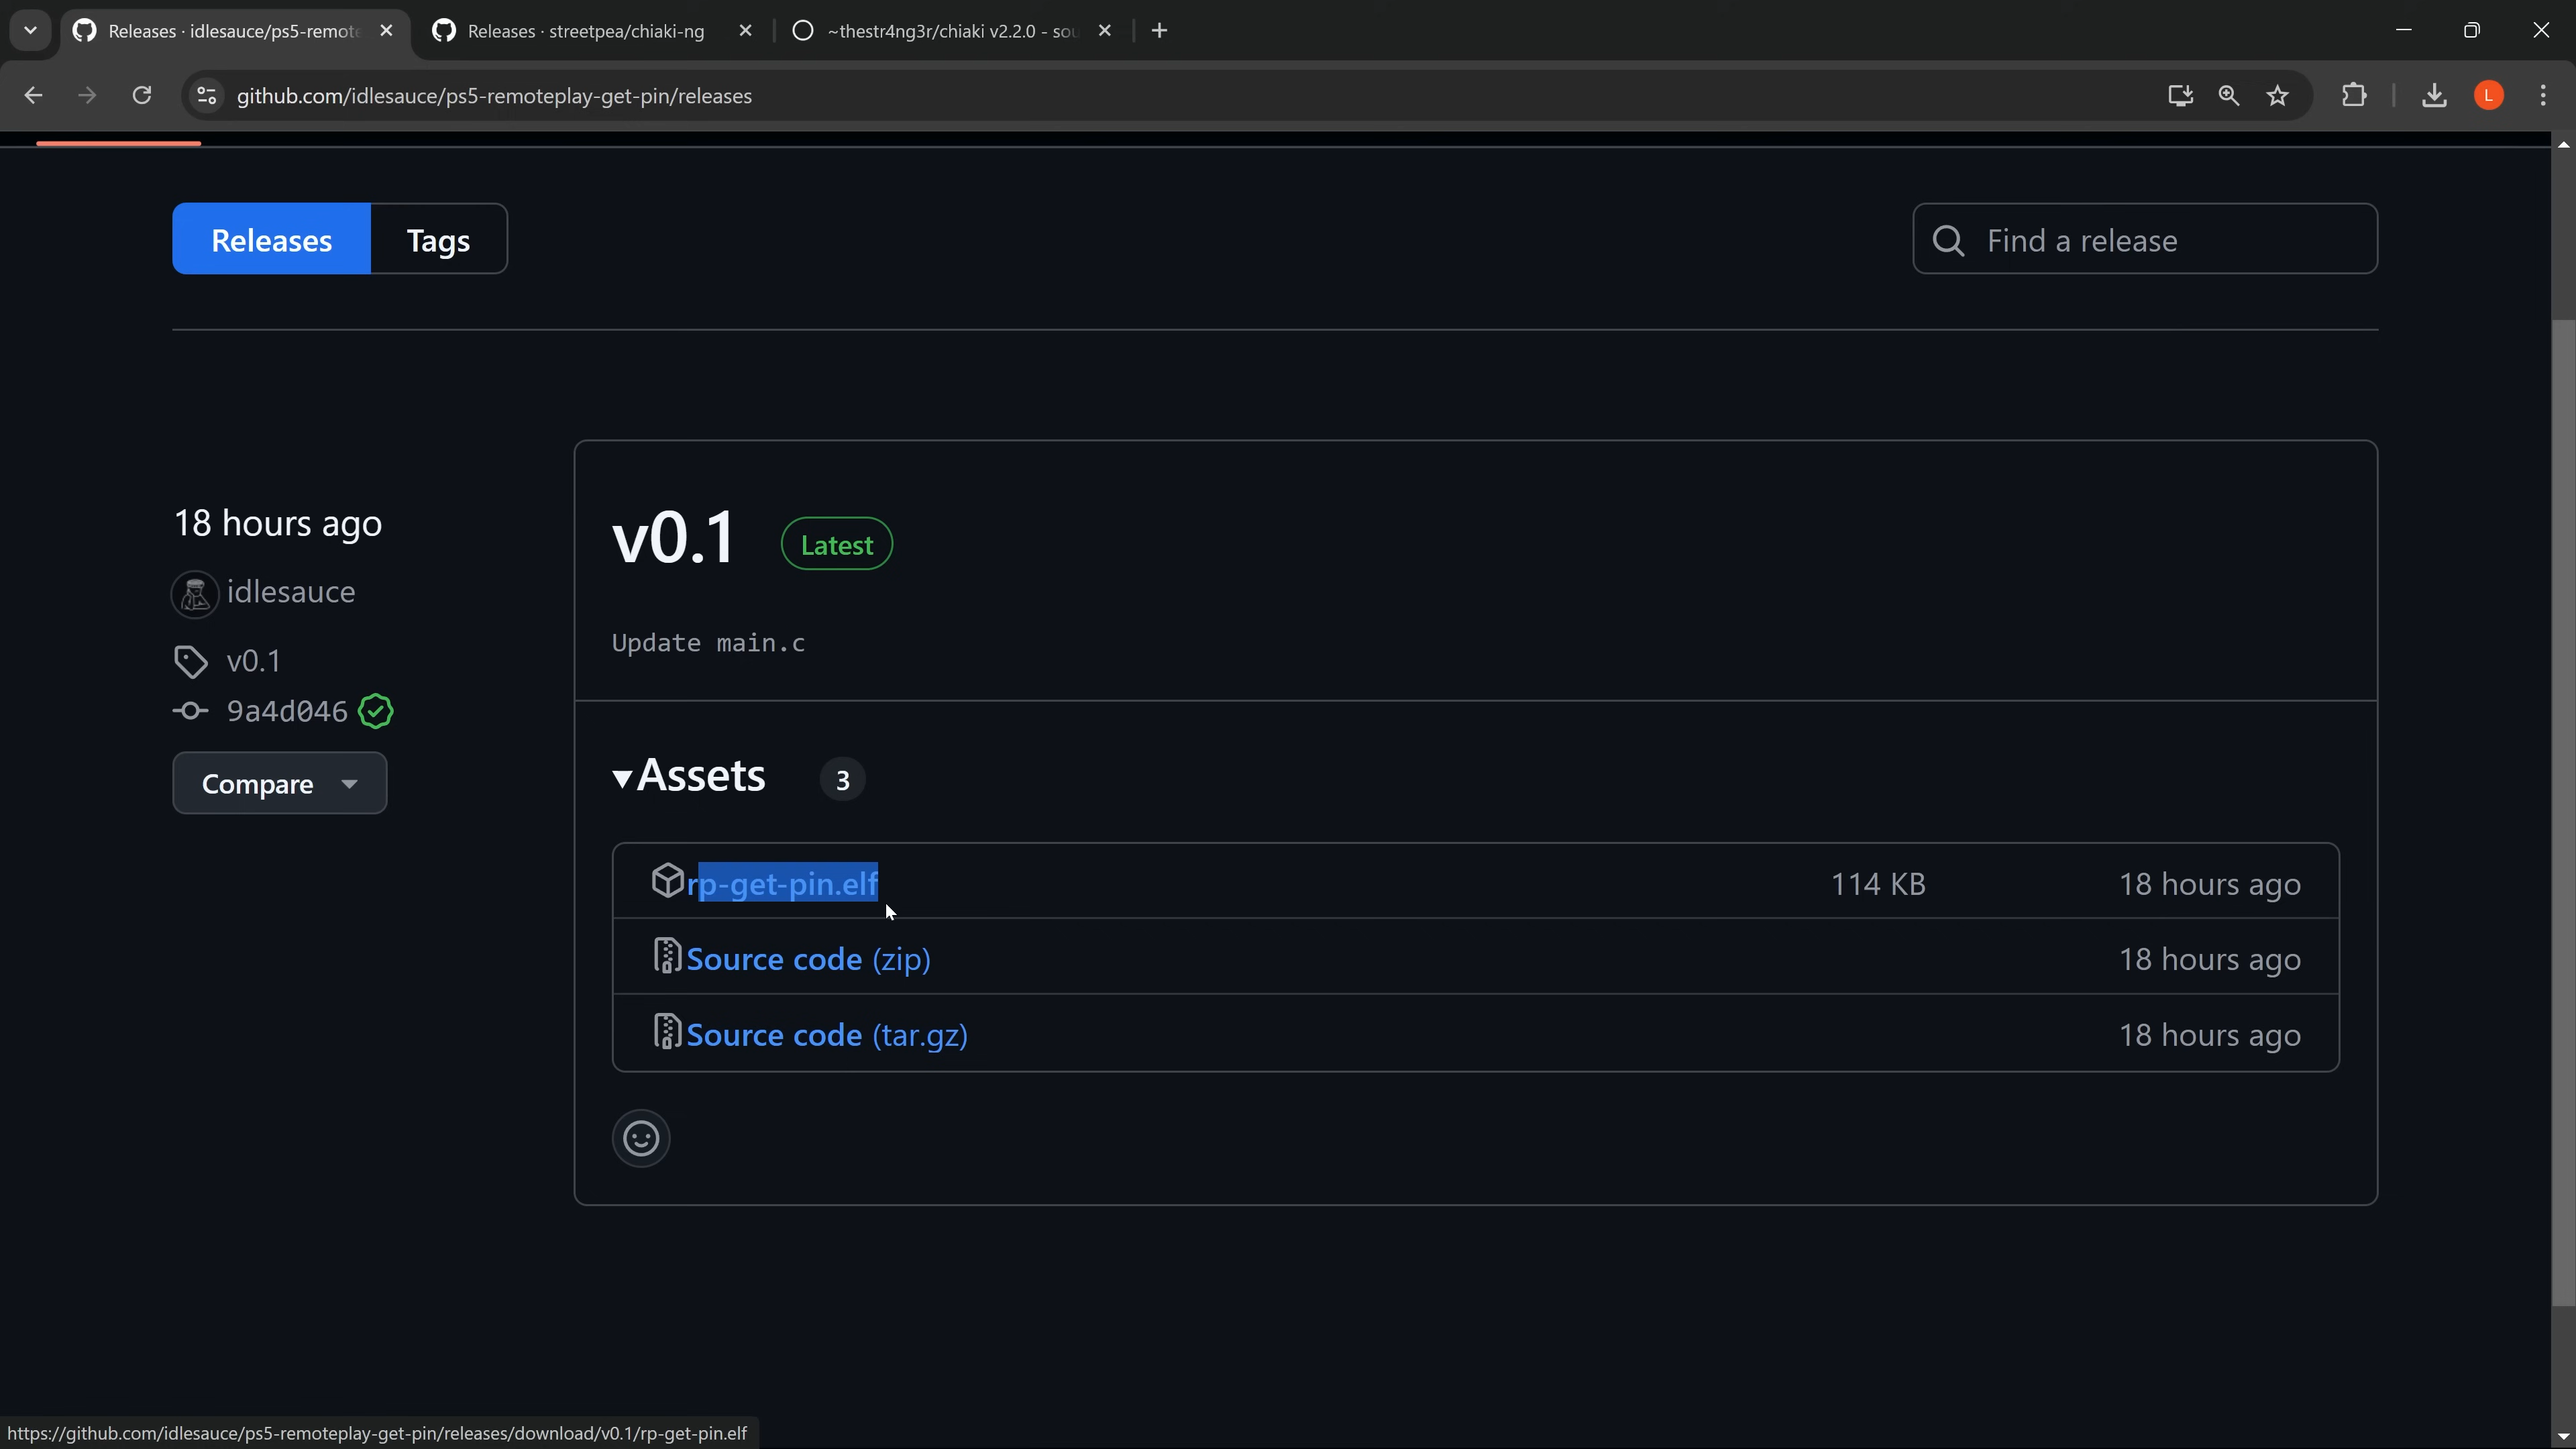 Releases · idlesauce/ps5-remote
Releases · streetpea/chiaki-ng
~thestr4ng3r/chiaki v2.2.0 - sou
github.com/idlesauce/ps5-remoteplay-get-pin/releases
L
Releases
Tags
Find a release
18 hours ago
idlesauce
v0.1
9a4d046
Compare
v0.1
Latest
Update main.c
Assets
3
rp-get-pin.elf
114 KB
18 hours ago
Source code (zip)
18 hours ago
Source code (tar.gz)
18 hours ago
https://github.com/idlesauce/ps5-remoteplay-get-pin/releases/download/v0.1/rp-get-pin.elf